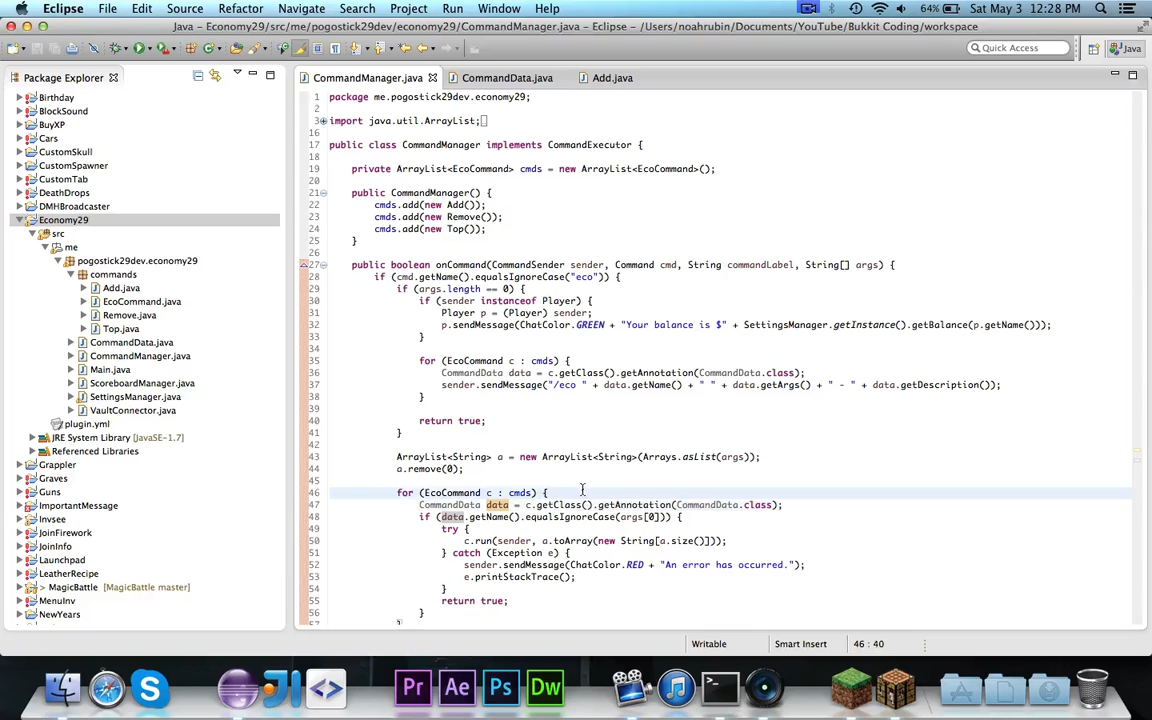 Eclipse File Edit Source Refactor Navigate Search Project Run Window Help 64% Sat May 3 12:28 PM
Java – Economy29/src/me/pogostick29dev/economy29/CommandManager.java – Eclipse – /Users/noahrubin/Documents/YouTube/Bukkit Coding/workspace
Quick Access Java
Package Explorer
Birthday
BlockSound
BuyXP
Cars
CustomSkull
CustomSpawner
CustomTab
DeathDrops
DMHBroadcaster
Economy29
src
me
pogostick29dev.economy29
commands
Add.java
EcoCommand.java
Remove.java
Top.java
CommandData.java
CommandManager.java
Main.java
ScoreboardManager.java
SettingsManager.java
VaultConnector.java
plugin.yml
JRE System Library [JavaSE-1.7]
Referenced Libraries
Grappler
Graves
Guns
ImportantMessage
Invsee
JoinFirework
JoinInfo
Launchpad
LeatherRecipe
> MagicBattle [MagicBattle master]
MenuInv
NewYears
CommandManager.java CommandData.java Add.java
1 package me.pogostick29dev.economy29;
2
3 import java.util.ArrayList;
16
17 public class CommandManager implements CommandExecutor {
18
19 private ArrayList<EcoCommand> cmds = new ArrayList<EcoCommand>();
20
21 public CommandManager() {
22 cmds.add(new Add());
23 cmds.add(new Remove());
24 cmds.add(new Top());
25 }
26
27 public boolean onCommand(CommandSender sender, Command cmd, String commandLabel, String[] args) {
28 if (cmd.getName().equalsIgnoreCase("eco")) {
29 if (args.length == 0) {
30 if (sender instanceof Player) {
31 Player p = (Player) sender;
32 p.sendMessage(ChatColor.GREEN + "Your balance is $" + SettingsManager.getInstance().getBalance(p.getName()));
33 }
34
35 for (EcoCommand c : cmds) {
36 CommandData data = c.getClass().getAnnotation(CommandData.class);
37 sender.sendMessage("/eco " + data.getName() + " " + data.getArgs() + " - " + data.getDescription());
38 }
39
40 return true;
41 }
42
43 ArrayList<String> a = new ArrayList<String>(Arrays.asList(args));
44 a.remove(0);
45
46 for (EcoCommand c : cmds) {
47 CommandData data = c.getClass().getAnnotation(CommandData.class);
48 if (data.getName().equalsIgnoreCase(args[0])) {
49 try {
50 c.run(sender, a.toArray(new String[a.size()]));
51 } catch (Exception e) {
52 sender.sendMessage(ChatColor.RED + "An error has occurred.");
53 e.printStackTrace();
54 }
55 return true;
56 }
57 }
Writable Smart Insert 46 : 40
Pr Ae Ps Dw